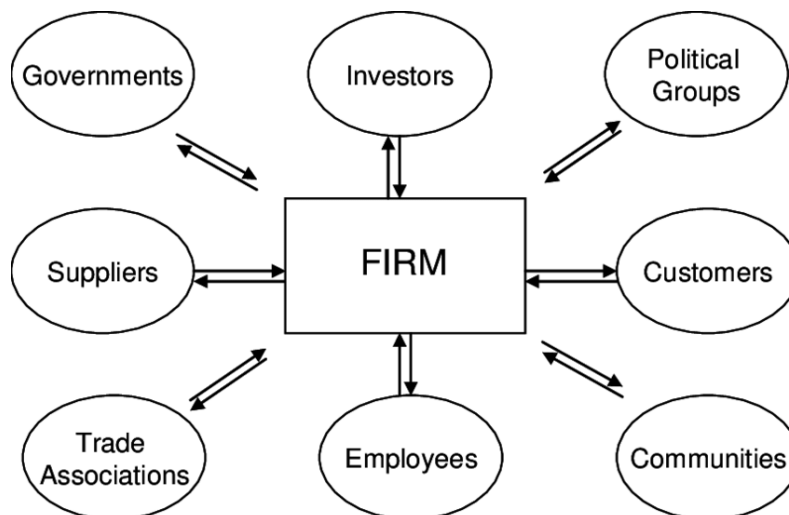 Governments
Investors
Political
Groups
Suppliers
FIRM
Customers
Trade
Associations
Employees
Communities